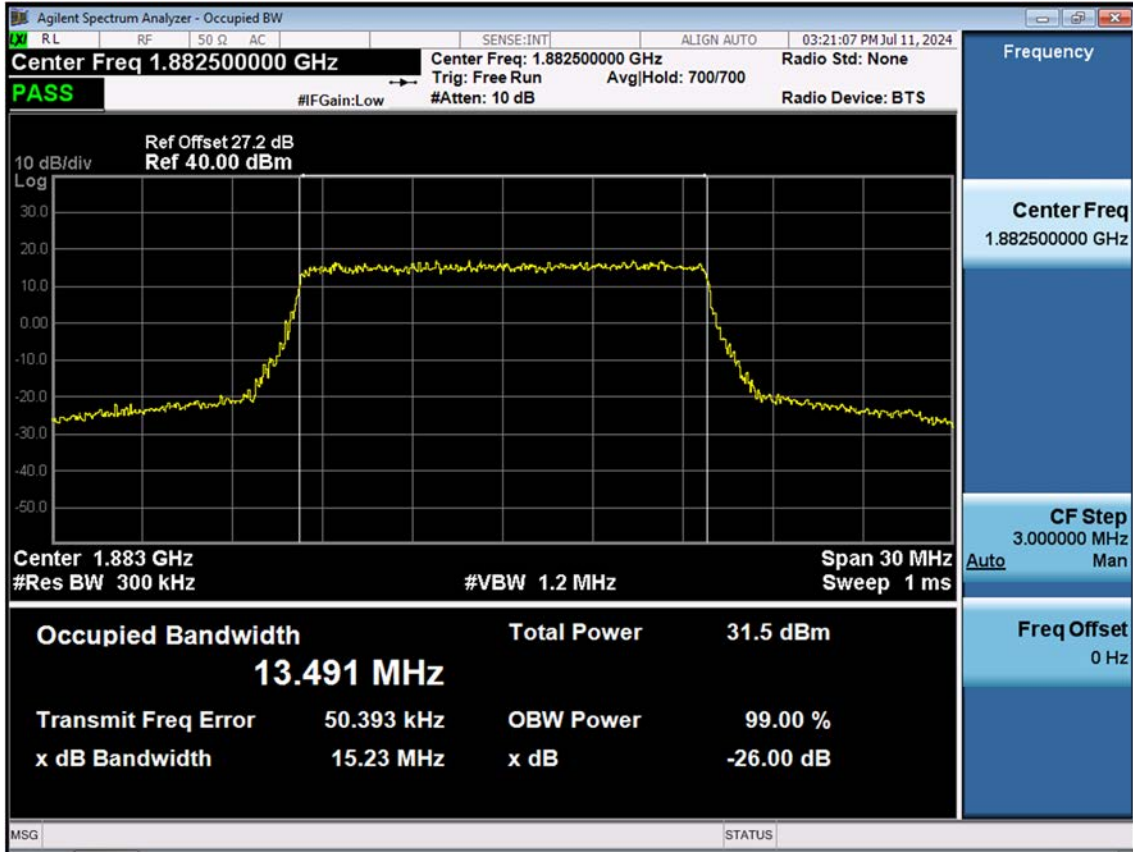 Agilent Spectrum Analyzer - Occupied BW
LXI RL RF 50 Ω AC SENSE:INT ALIGN AUTO 03:21:07 PM Jul 11, 2024
Center Freq 1.882500000 GHz
Center Freq: 1.882500000 GHz
Radio Std: None
Trig: Free Run
Avg|Hold: 700/700
PASS
#IFGain:Low
#Atten: 10 dB
Radio Device: BTS
Ref Offset 27.2 dB
10 dB/div
Ref 40.00 dBm
Log
30.0
20.0
10.0
0.00
-10.0
-20.0
-30.0
-40.0
-50.0
Center 1.883 GHz
Span 30 MHz
#Res BW 300 kHz
#VBW 1.2 MHz
Sweep 1 ms
Occupied Bandwidth
13.491 MHz
Total Power 31.5 dBm
Transmit Freq Error 50.393 kHz
OBW Power 99.00 %
x dB Bandwidth 15.23 MHz
x dB -26.00 dB
MSG
STATUS
Frequency
Center Freq
1.882500000 GHz
CF Step
3.000000 MHz
Auto Man
Freq Offset
0 Hz